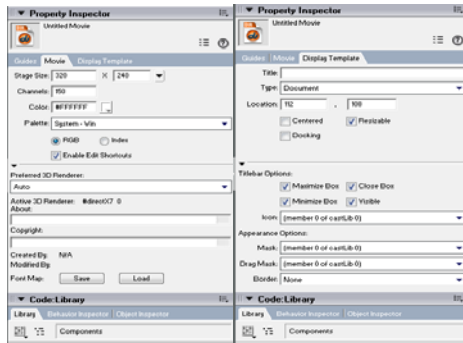 Property Inspector
Untitled Movie
Guides Movie Display Template
Stage Size: 320 X 240
Channels: 150
Color: #FFFFFF
Palette: System - Win
RGB Index
Enable Edit Shortcuts
Preferred 3D Renderer:
Auto
Active 3D Renderer: #directX7_0
About:
Copyright:
Created By: N/A
Modified By:
Font Map: Save Load
Code:Library
Library Behavior Inspector Object Inspector
Components
Property Inspector
Untitled Movie
Guides Movie Display Template
Title:
Type: Document
Location: 112 , 100
Centered Resizable
Docking
Titlebar Options:
Maximize Box Close Box
Minimize Box Visible
Icon: (member 0 of castLib 0)
Appearance Options:
Mask: (member 0 of castLib 0)
Drag Mask: (member 0 of castLib 0)
Border: None
Code:Library
Library Behavior Inspector Object Inspector
Components